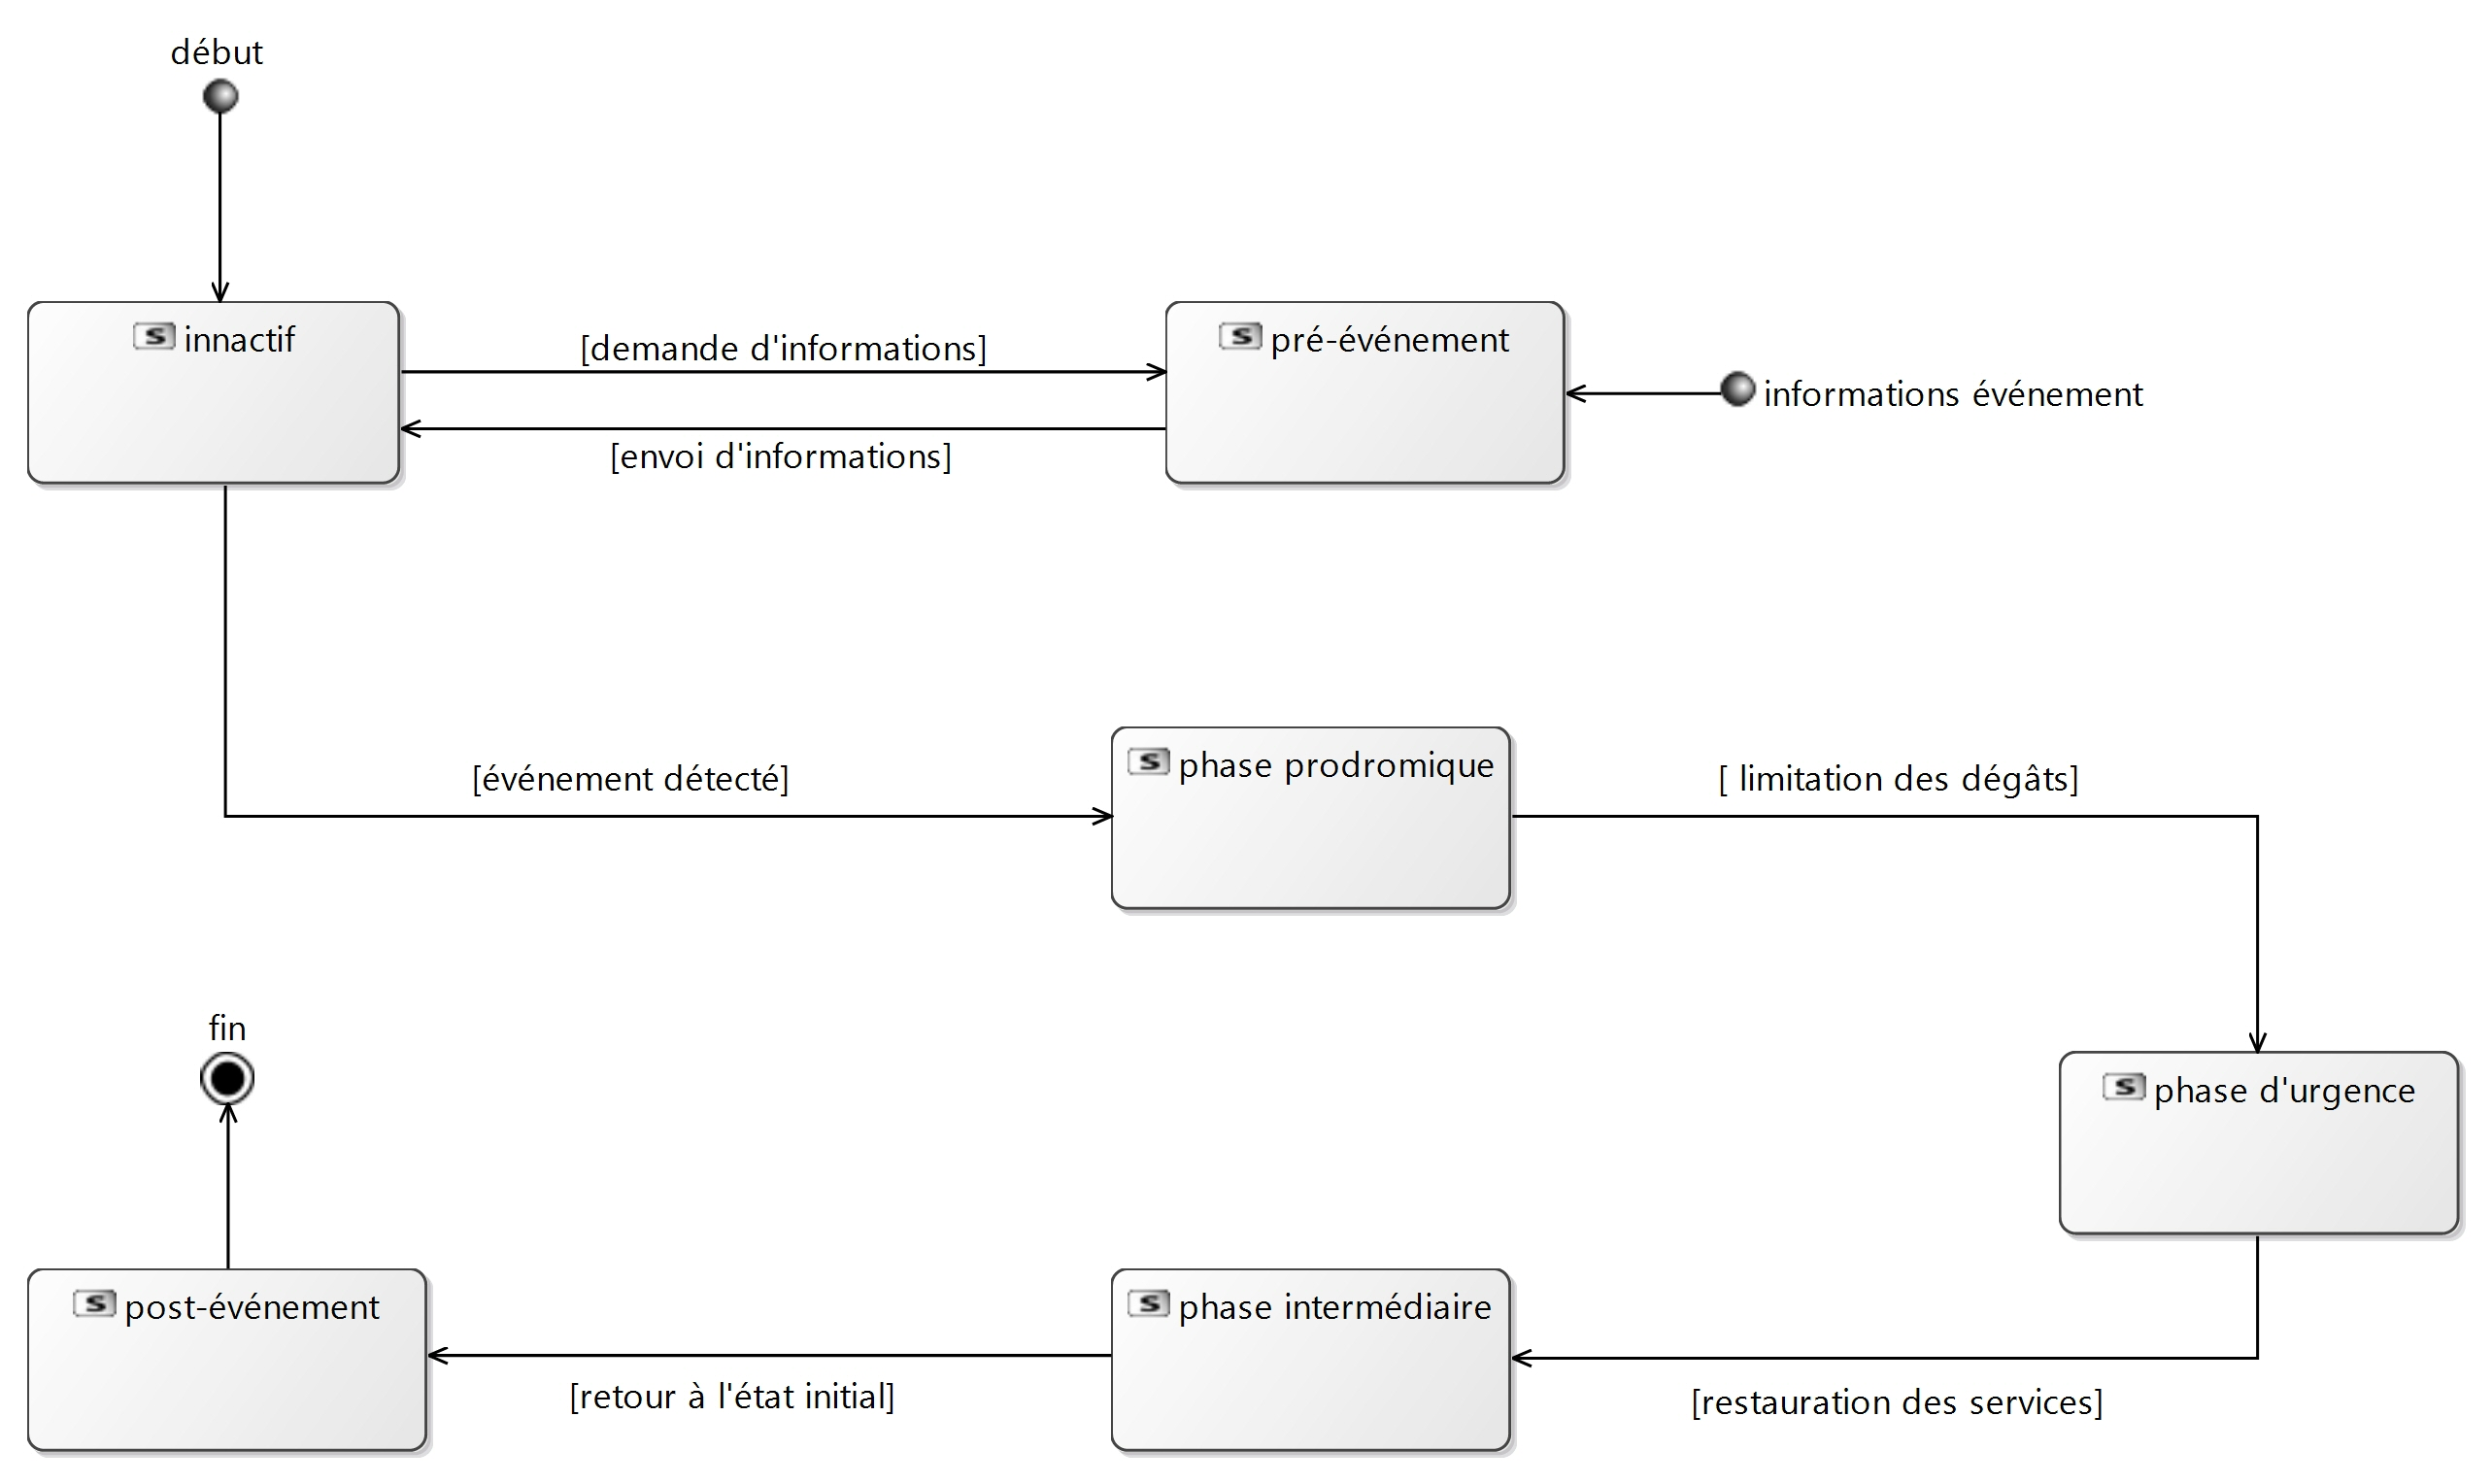 début
S innactif
[demande d'informations]
S pré-événement
informations événement
[envoi d'informations]
[événement détecté]
S phase prodromique
[ limitation des dégâts]
fin
S phase d'urgence
S post-événement
S phase intermédiaire
[retour à l'état initial]
[restauration des services]